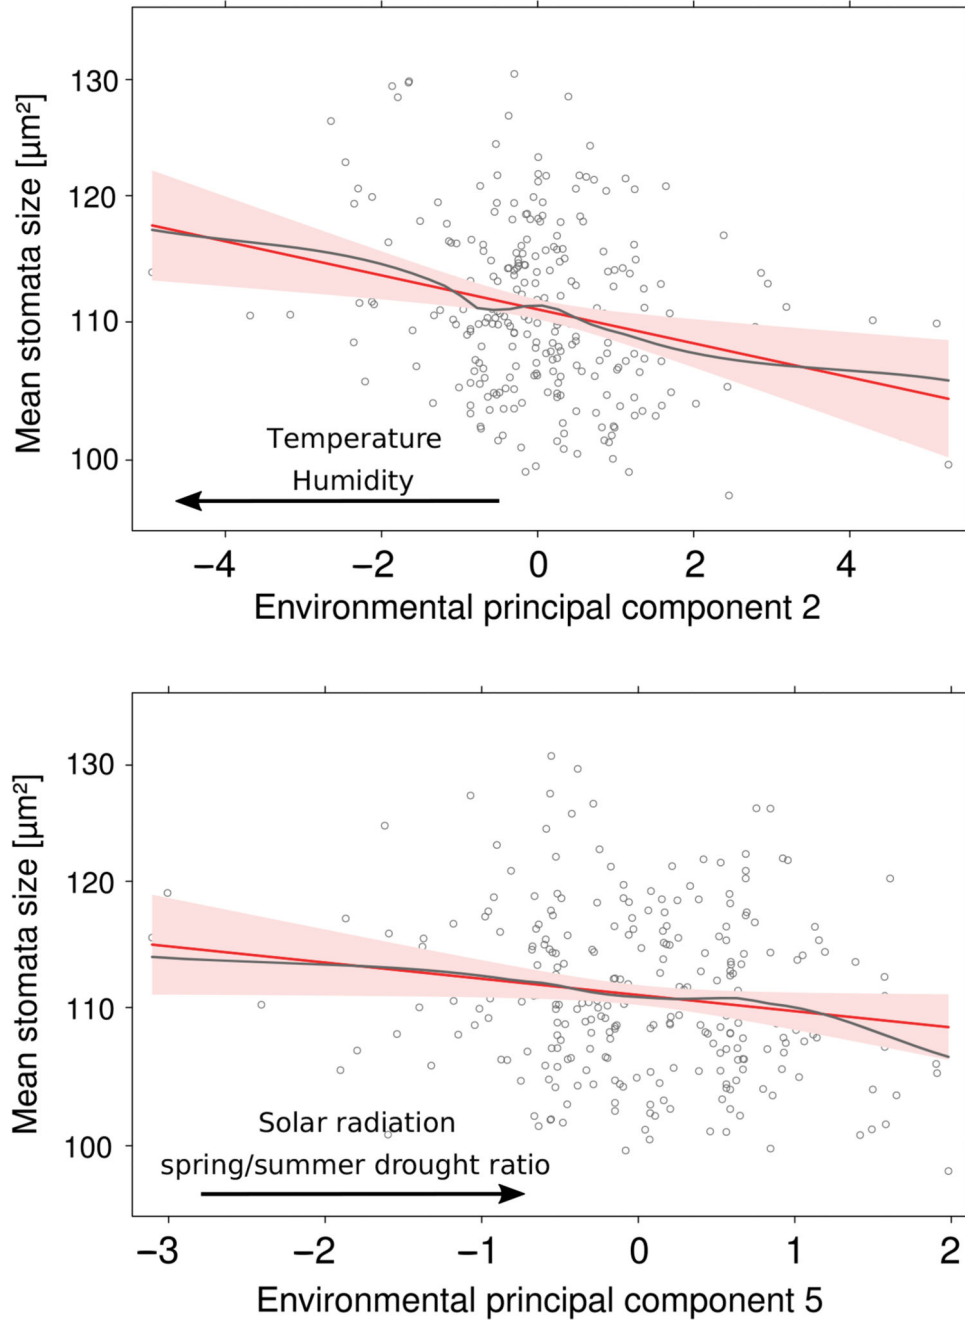 Mean stomata size [µm²]
130
120
110
100
Temperature
Humidity
−4
−2
0
2
4
Environmental principal component 2
Mean stomata size [µm²]
130
120
110
100
Solar radiation
spring/summer drought ratio
−3
−2
−1
0
1
2
Environmental principal component 5